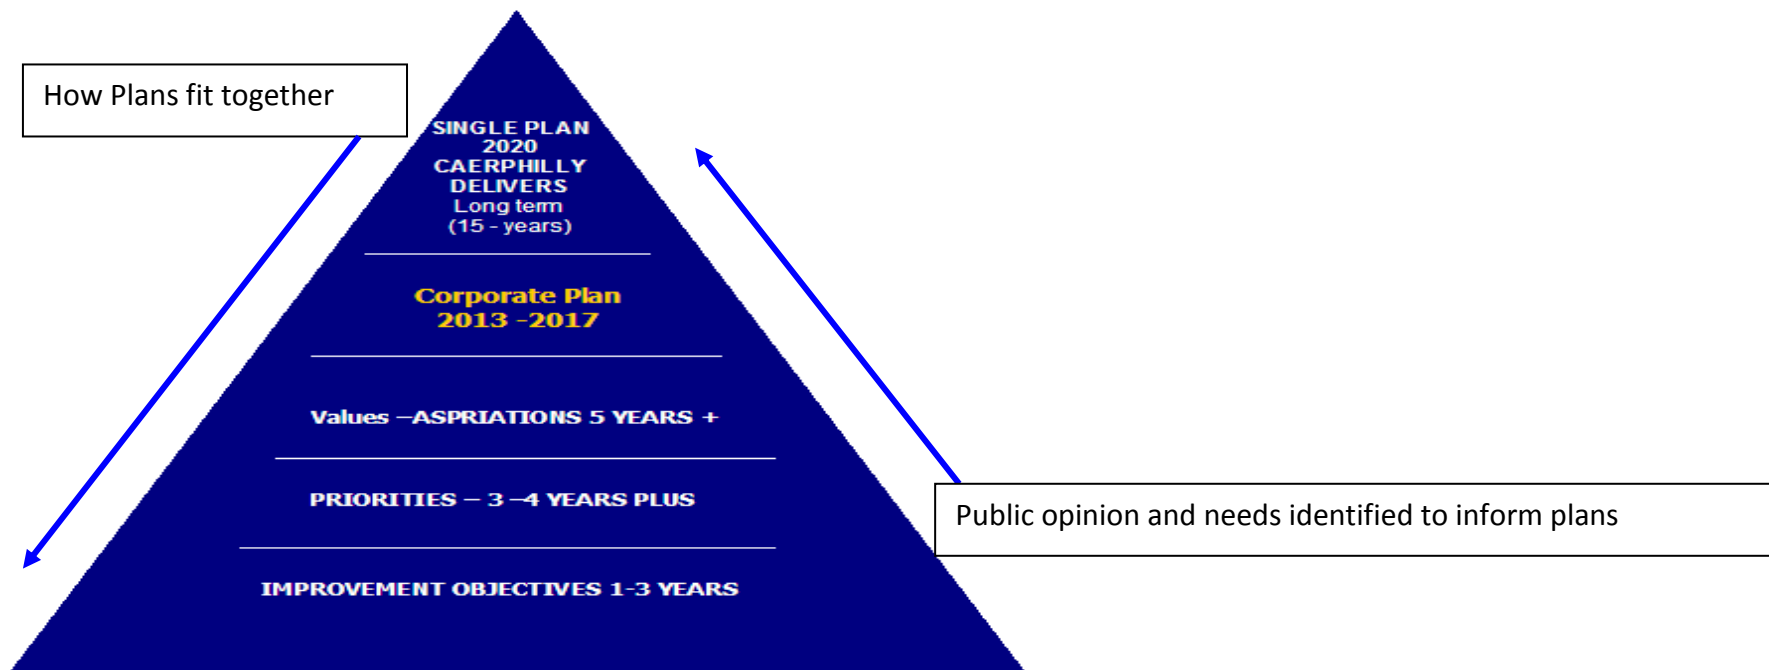 How Plans fit together
SINGLE PLAN
2020
CAERPHILLY
DELIVERS
Long term
(15 - years)
Corporate Plan
2013 -2017
Values –ASPRIATIONS 5 YEARS +
PRIORITIES – 3 –4 YEARS PLUS
Public opinion and needs identified to inform plans
IMPROVEMENT OBJECTIVES 1-3 YEARS